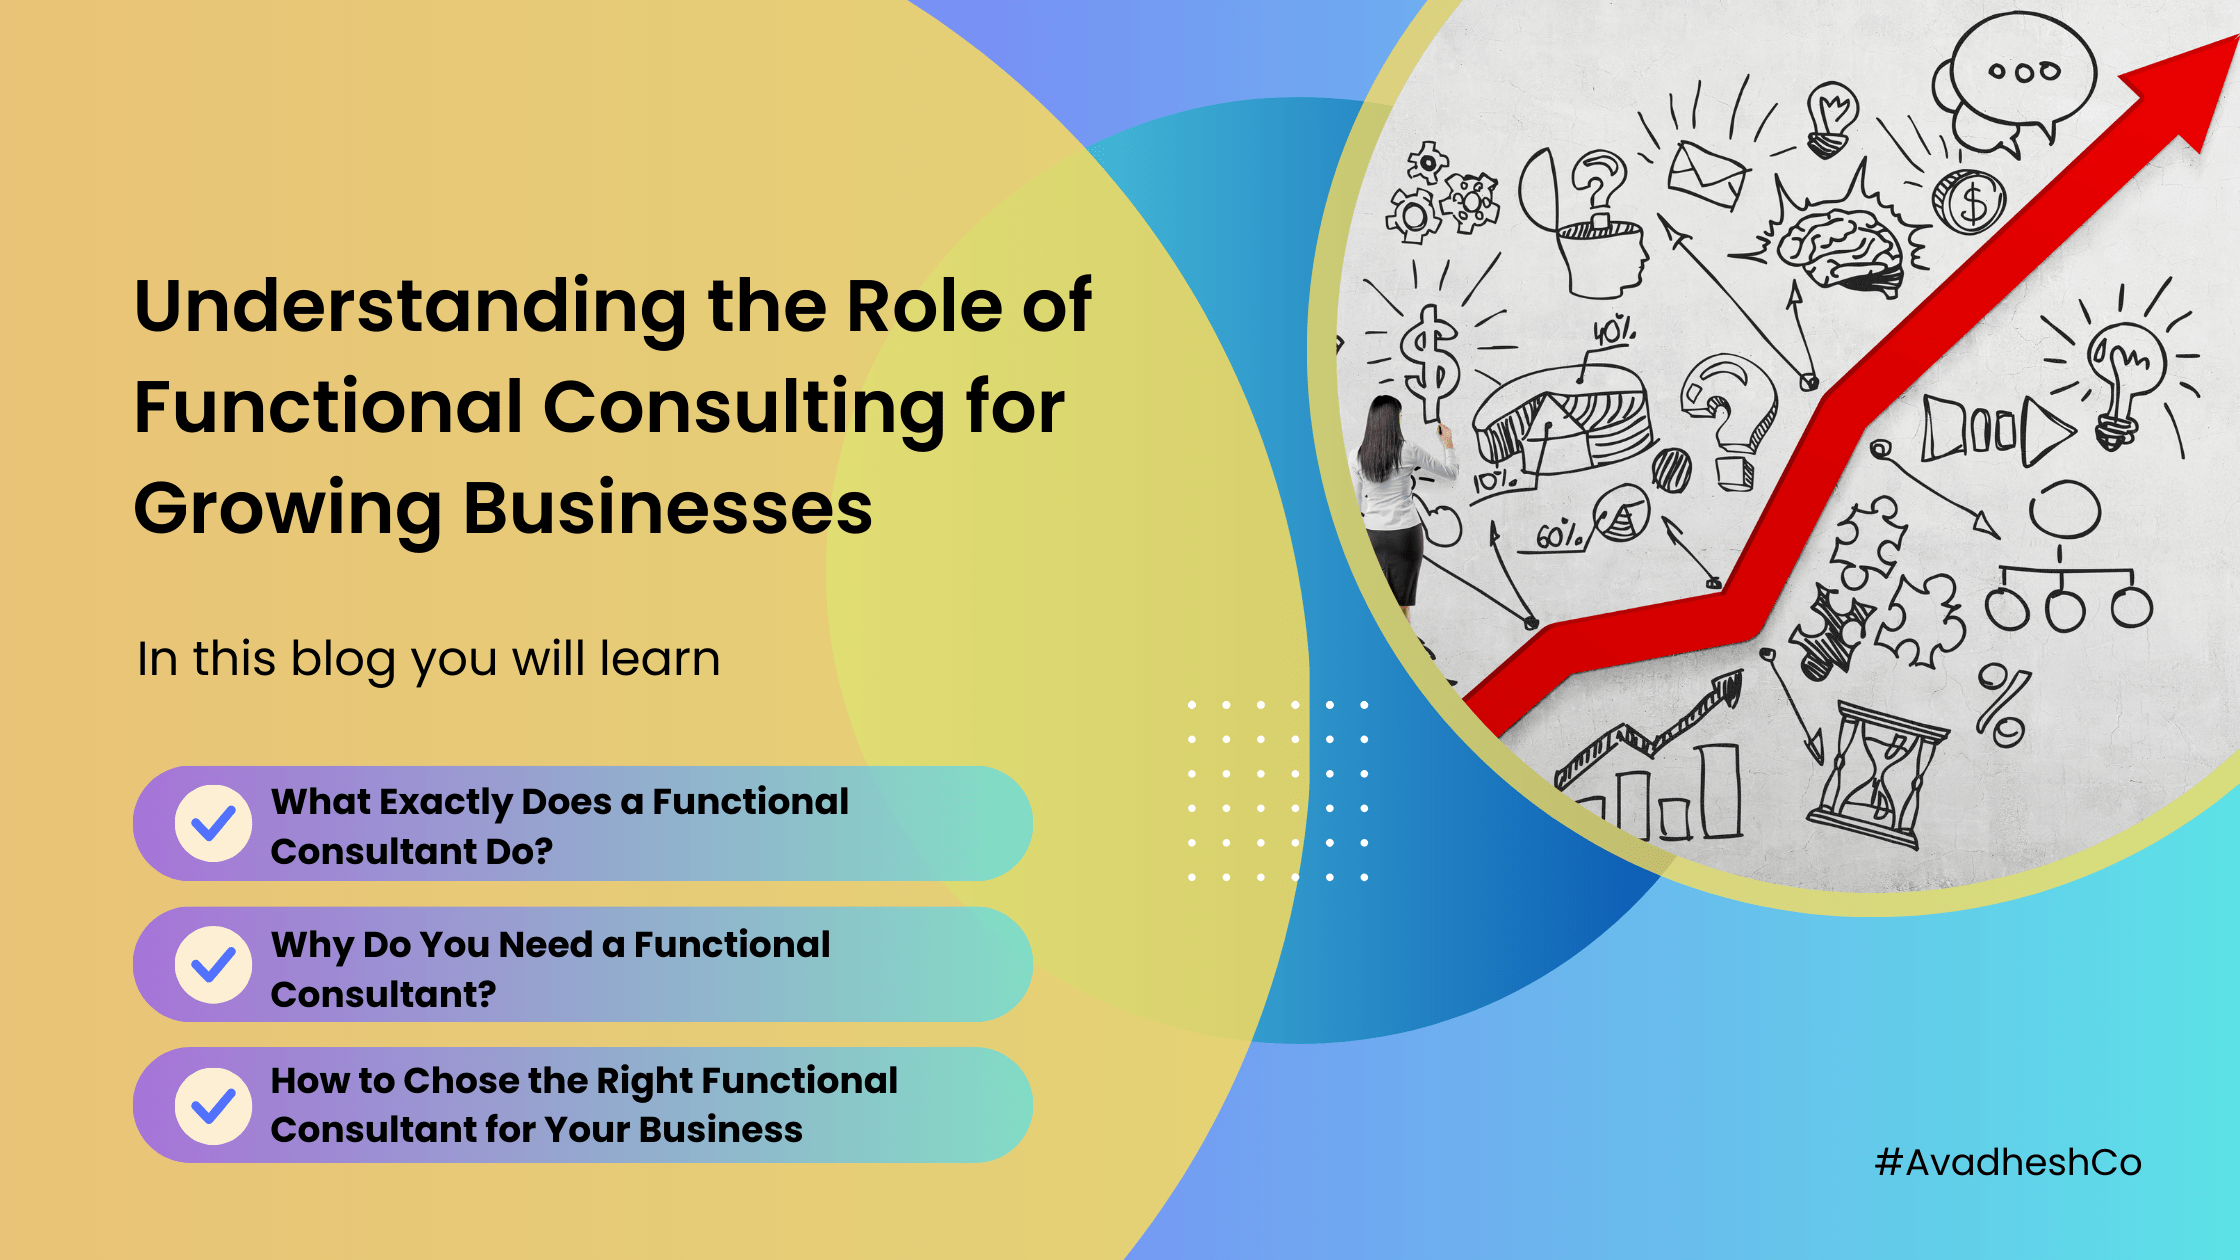 Understanding the Role of
Functional Consulting for
Growing Businesses
In this blog you will learn
What Exactly Does a Functional
Consultant Do?
Why Do You Need a Functional
Consultant?
How to Chose the Right Functional
Consultant for Your Business
40%
10%
60%
#AvadheshCo